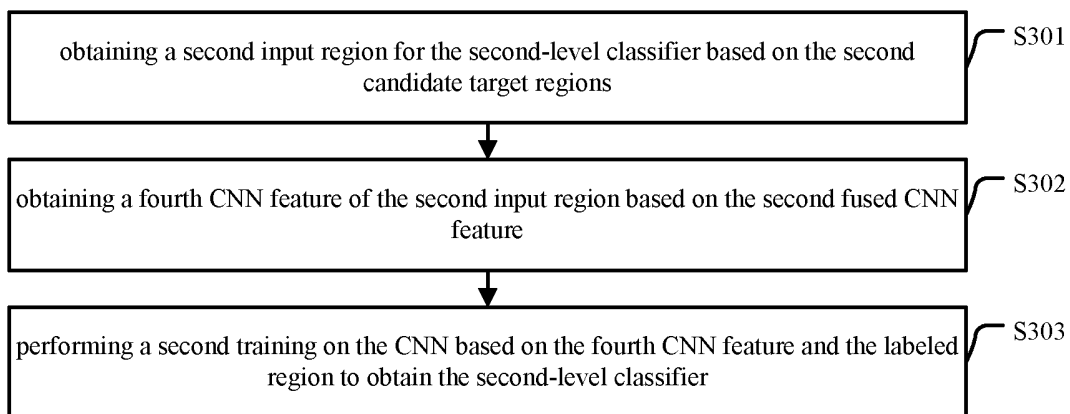 obtaining a second input region for the second-level classifier based on the second
candidate target regions
S301
obtaining a fourth CNN feature of the second input region based on the second fused CNN
feature
S302
performing a second training on the CNN based on the fourth CNN feature and the labeled
region to obtain the second-level classifier
S303